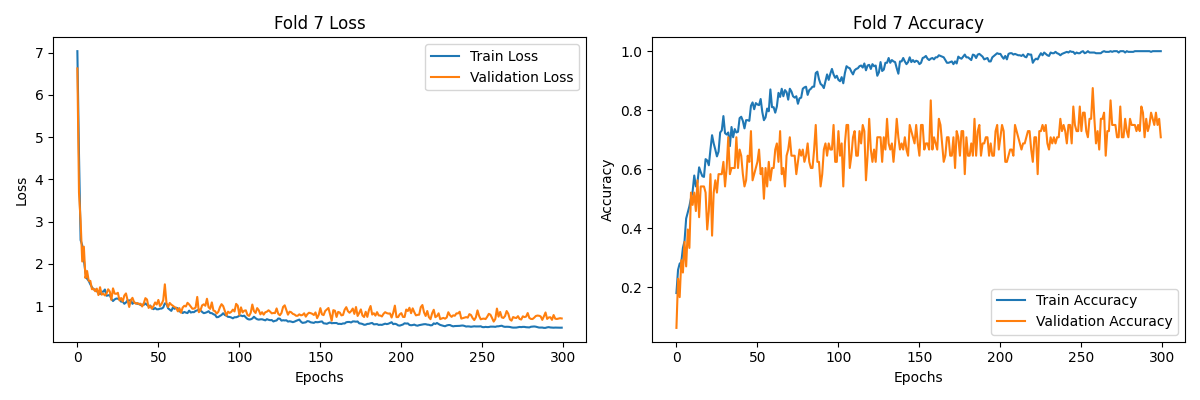 Fold 7 Loss
Loss
7
6
5
4
3
2
1
Train Loss
Validation Loss
0 50 100 150 200 250 300
Epochs
Fold 7 Accuracy
Accuracy
1.0
0.8
0.6
0.4
0.2
Train Accuracy
Validation Accuracy
0 50 100 150 200 250 300
Epochs